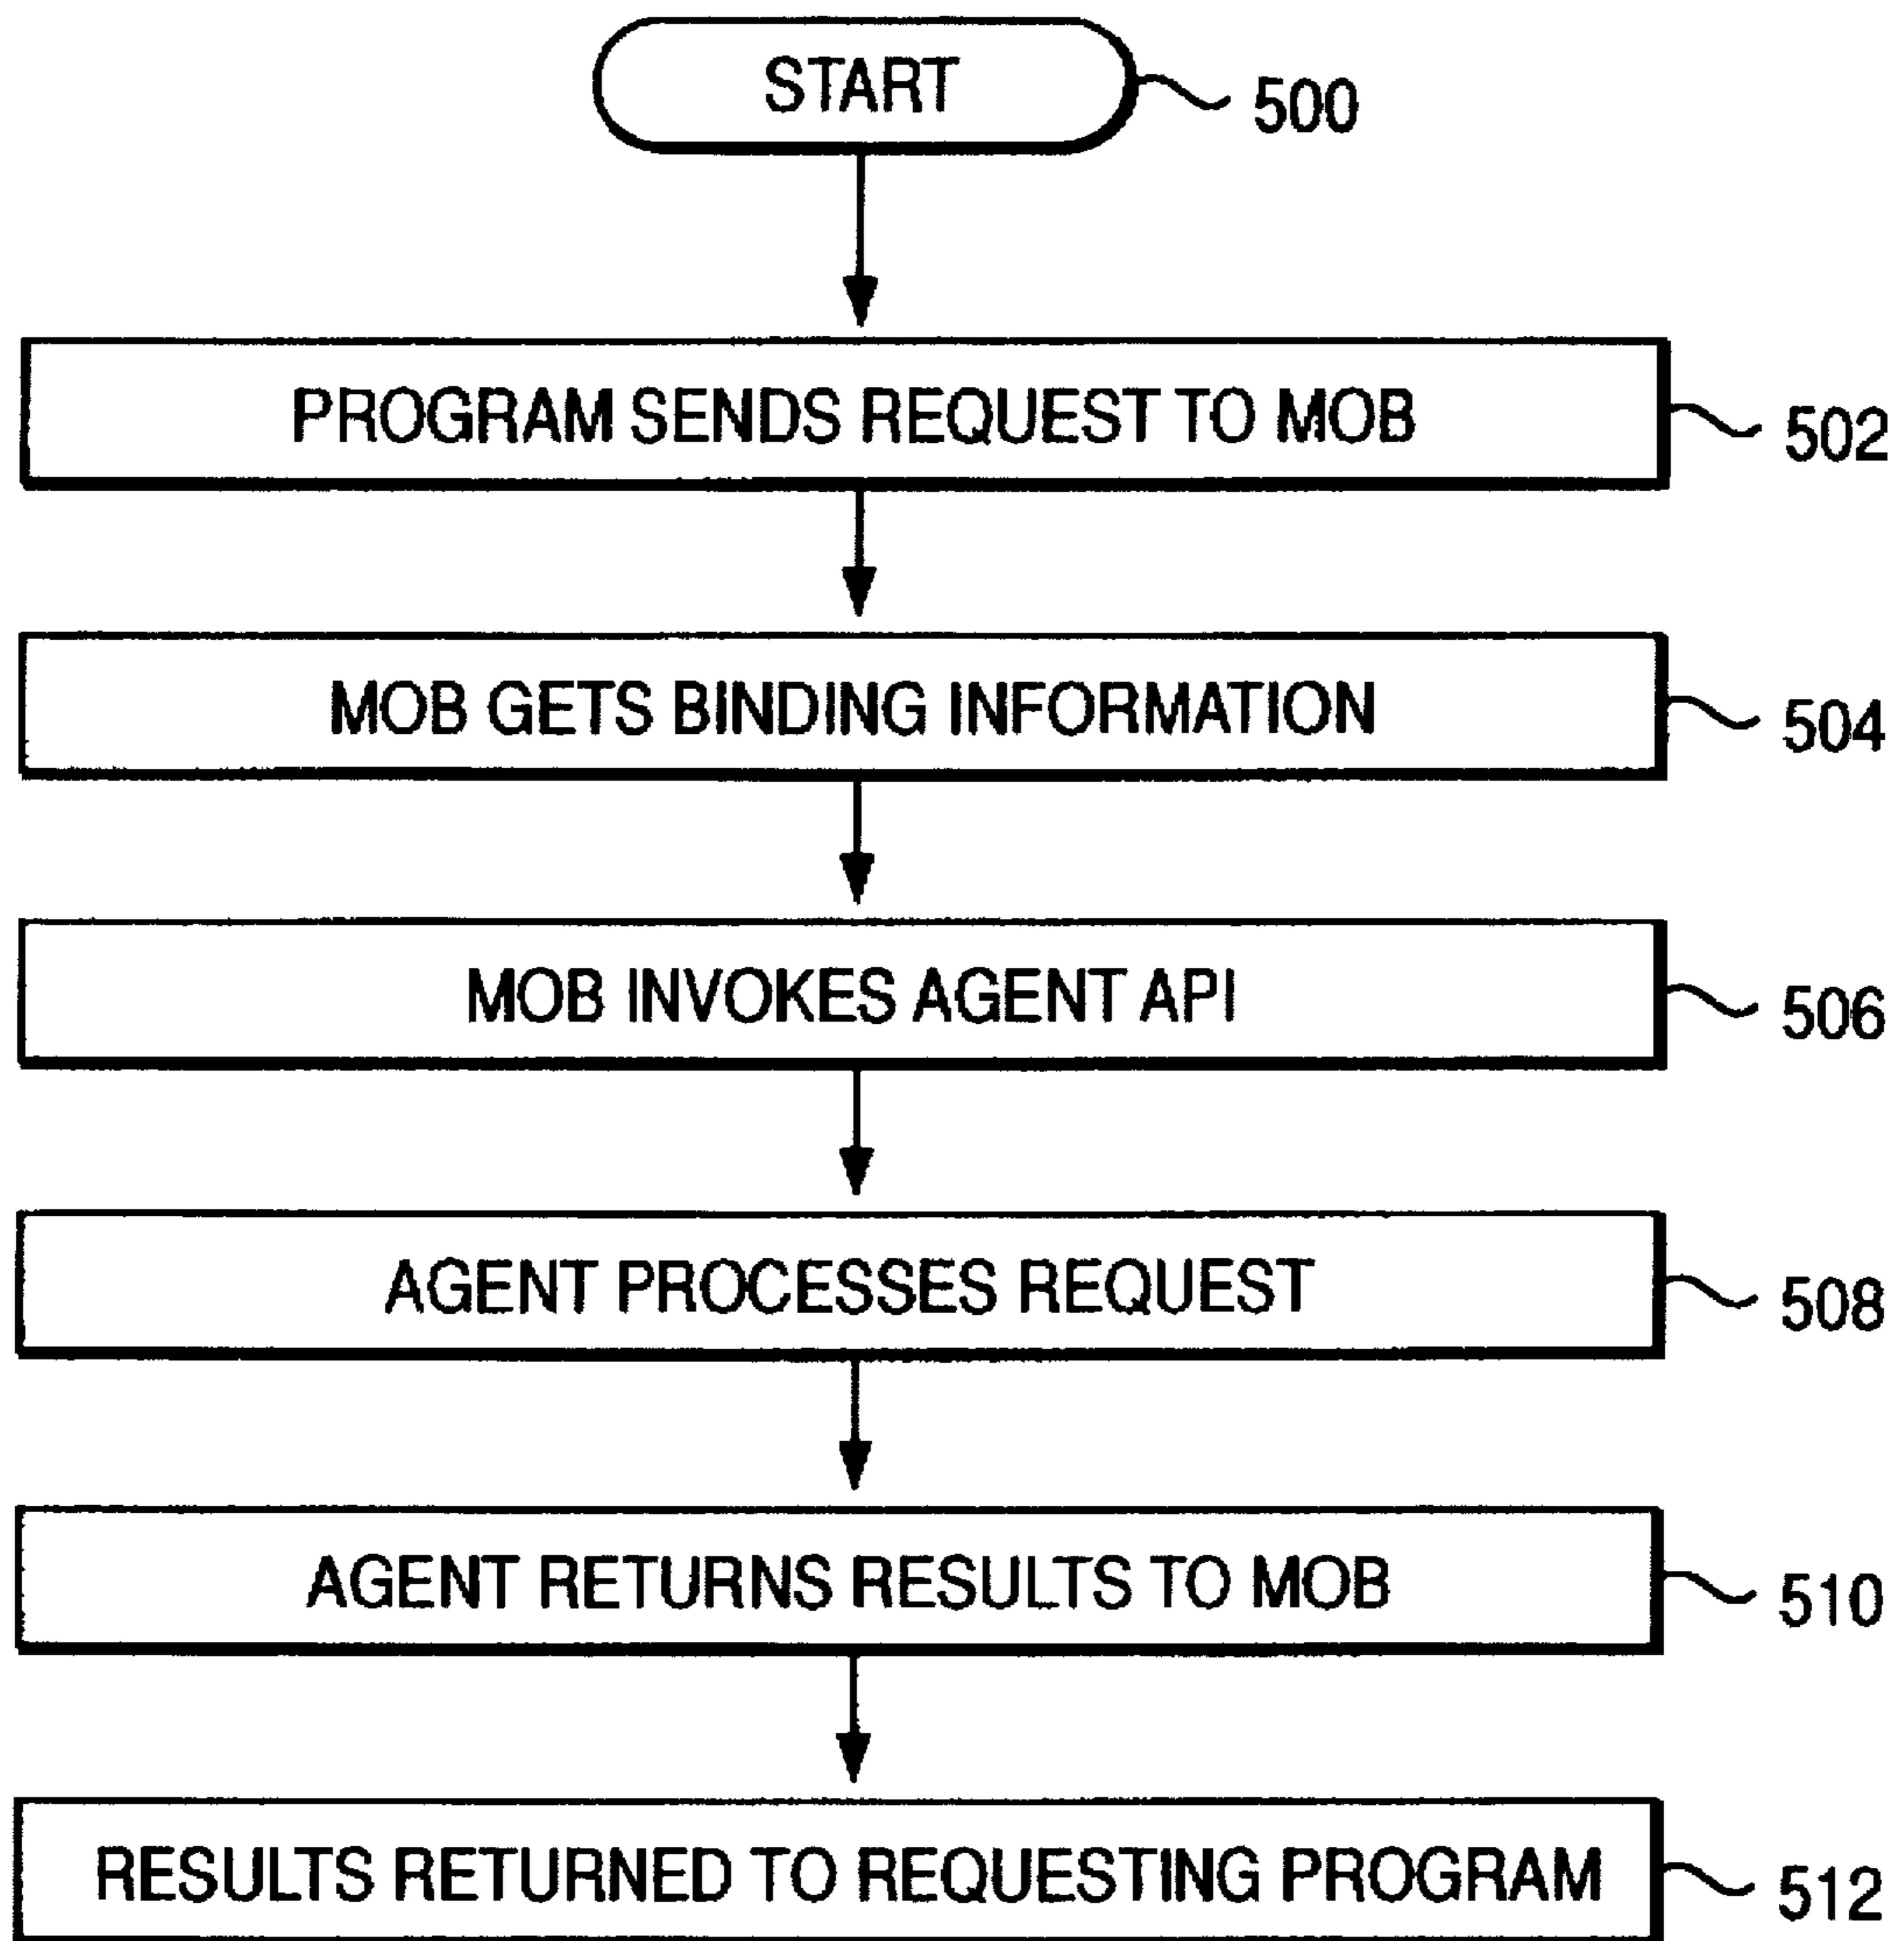 START
500
PROGRAM SENDS REQUEST TO MOB
502
MOB GETS BINDING INFORMATION
504
MOB INVOKES AGENT API
506
AGENT PROCESSES REQUEST
508
AGENT RETURNS RESULTS TO MOB
510
RESULTS RETURNED TO REQUESTING PROGRAM
512